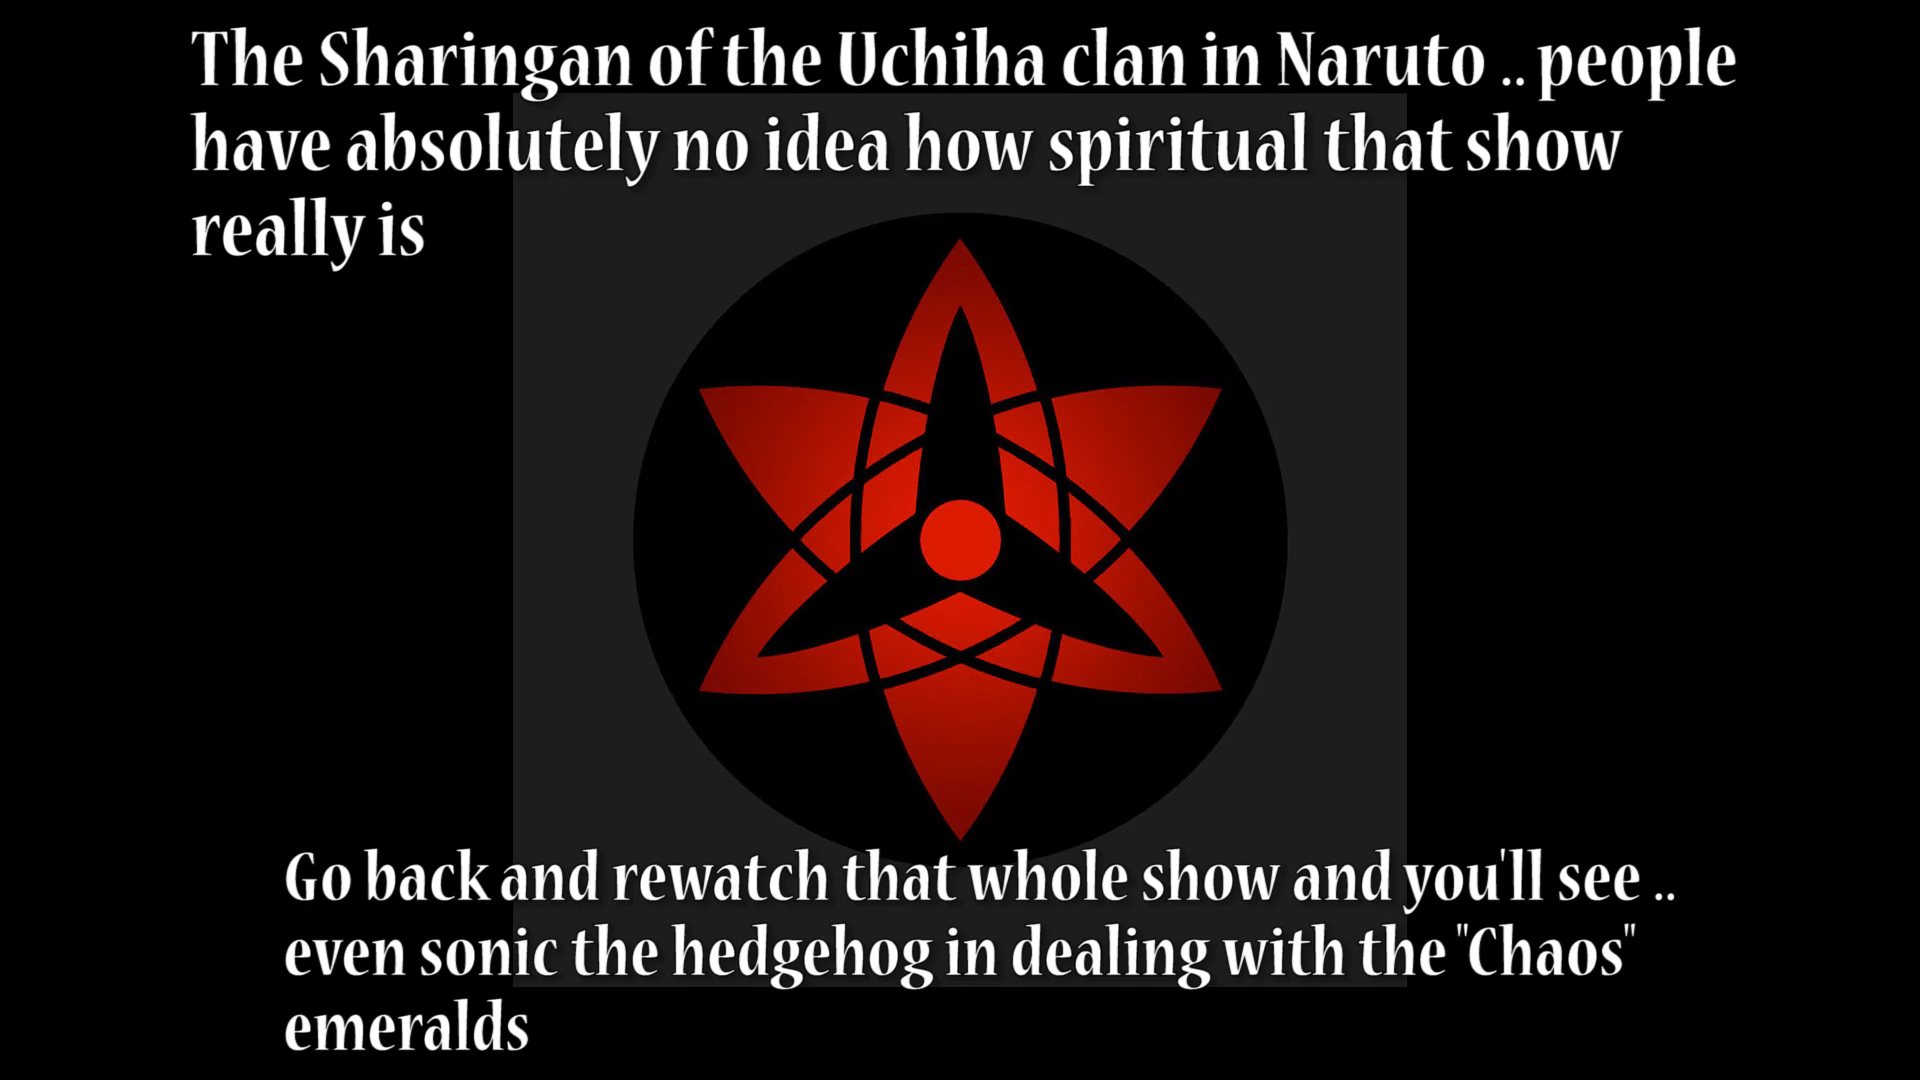 The Sharingan of the Uchiha clan in Naruto .. people
have absolutely no idea how spiritual that show
really is
Go back and rewatch that whole show and you'll see ..
even sonic the hedgehog in dealing with the "Chaos"
emeralds